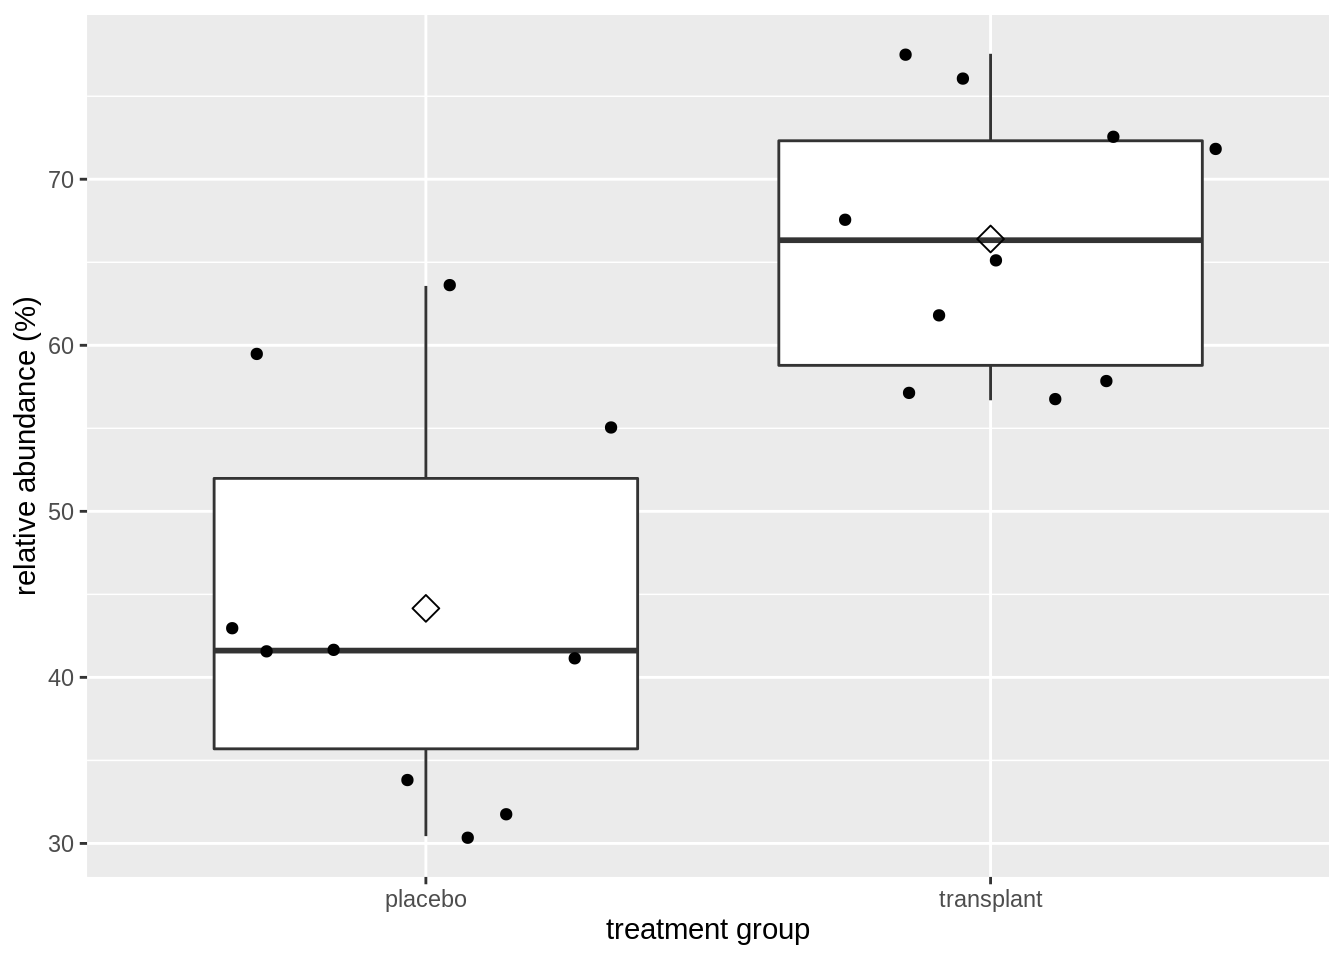 relative abundance (%)
70
60
50
40
30
placebo
transplant
treatment group